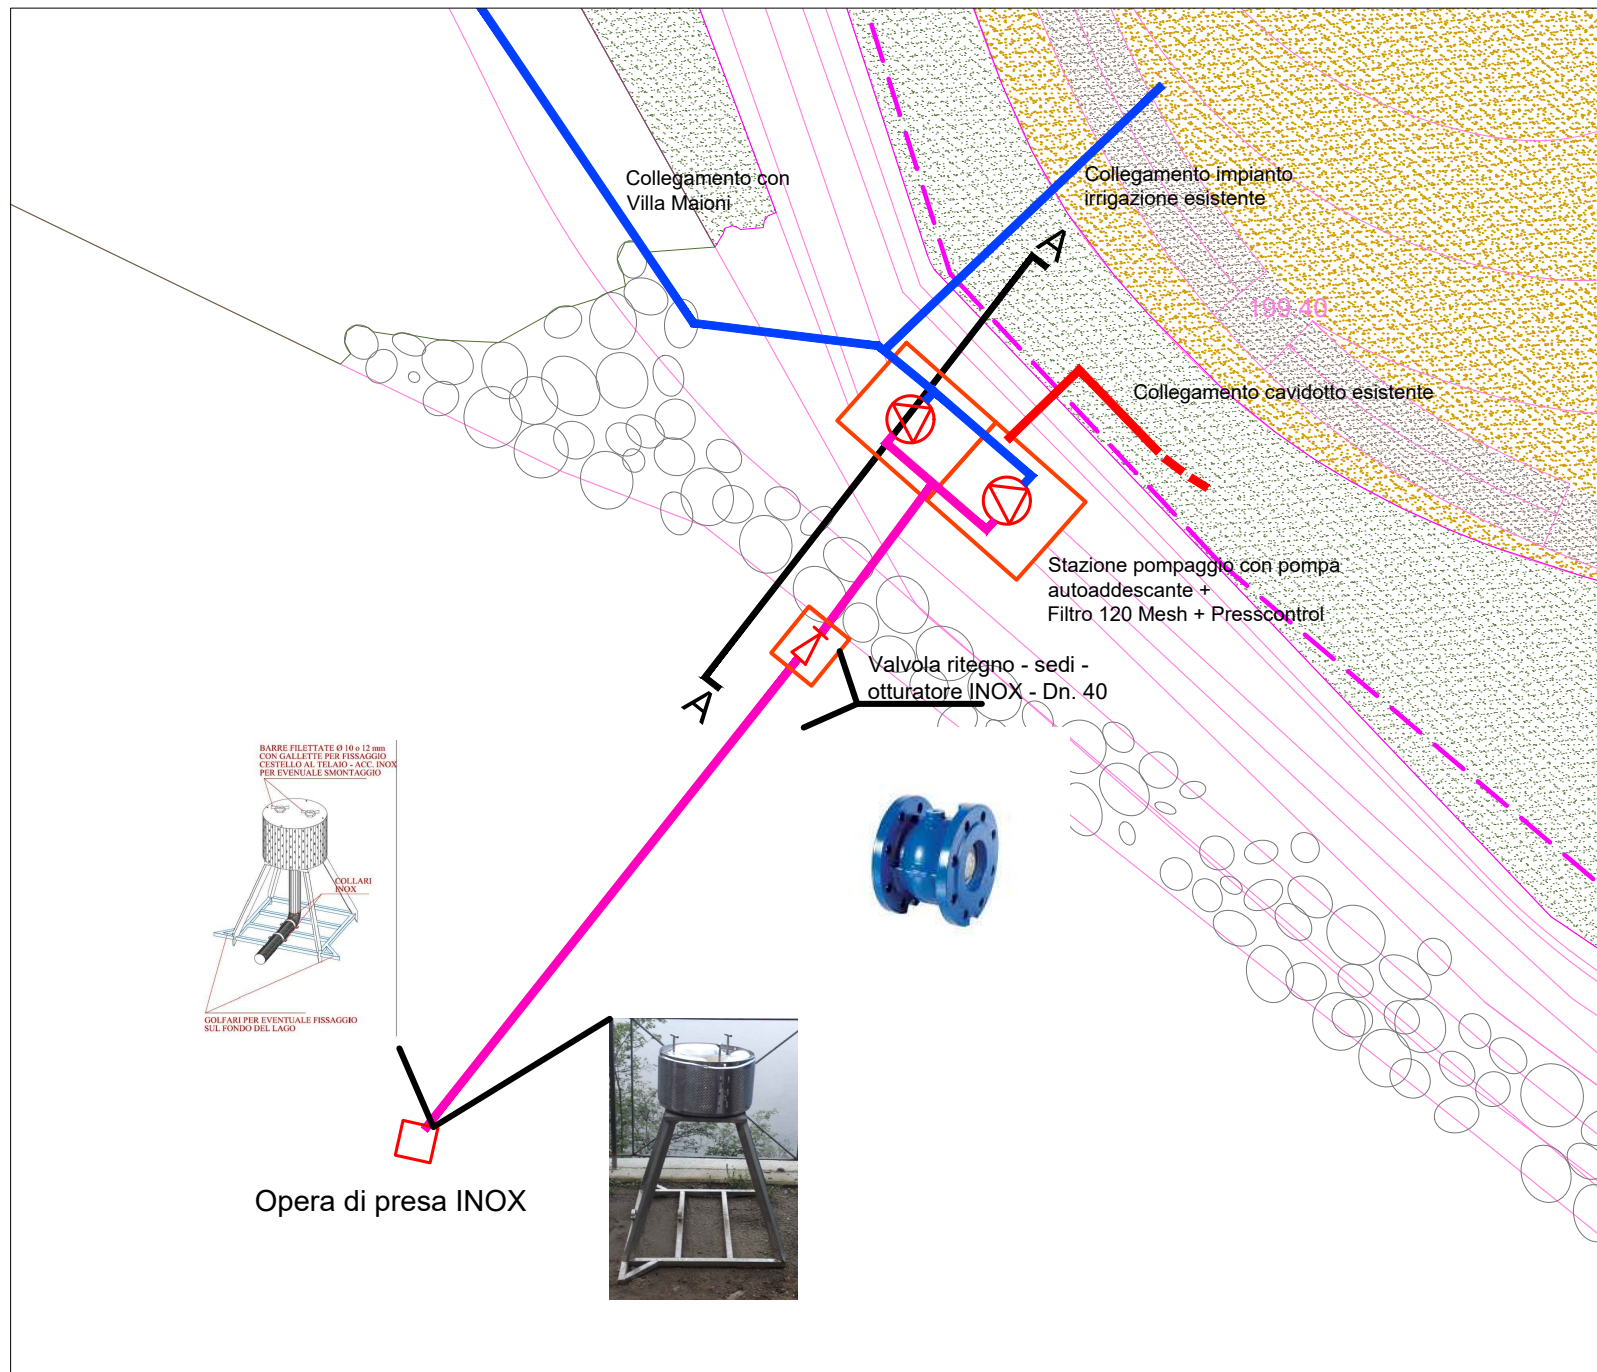 Collegamento con
Villa Maioni
Collegamento impianto
irrigazione esistente
A
199.40
Collegamento cavidotto esistente
Stazione pompaggio con pompa
autoaddescante +
Filtro 120 Mesh + Presscontrol
Valvola ritegno - sedi -
otturatore INOX - Dn. 40
A
BARRE FILETTATE Ø 10 o 12 mm
CON GALLETTE PER FISSAGGIO
CESTELLO AL TELAIO - ACC. INOX
PER EVENUALE SMONTAGGIO
COLLARI
INOX
GOLFARI PER EVENTUALE FISSAGGIO
SUL FONDO DEL LAGO
Opera di presa INOX